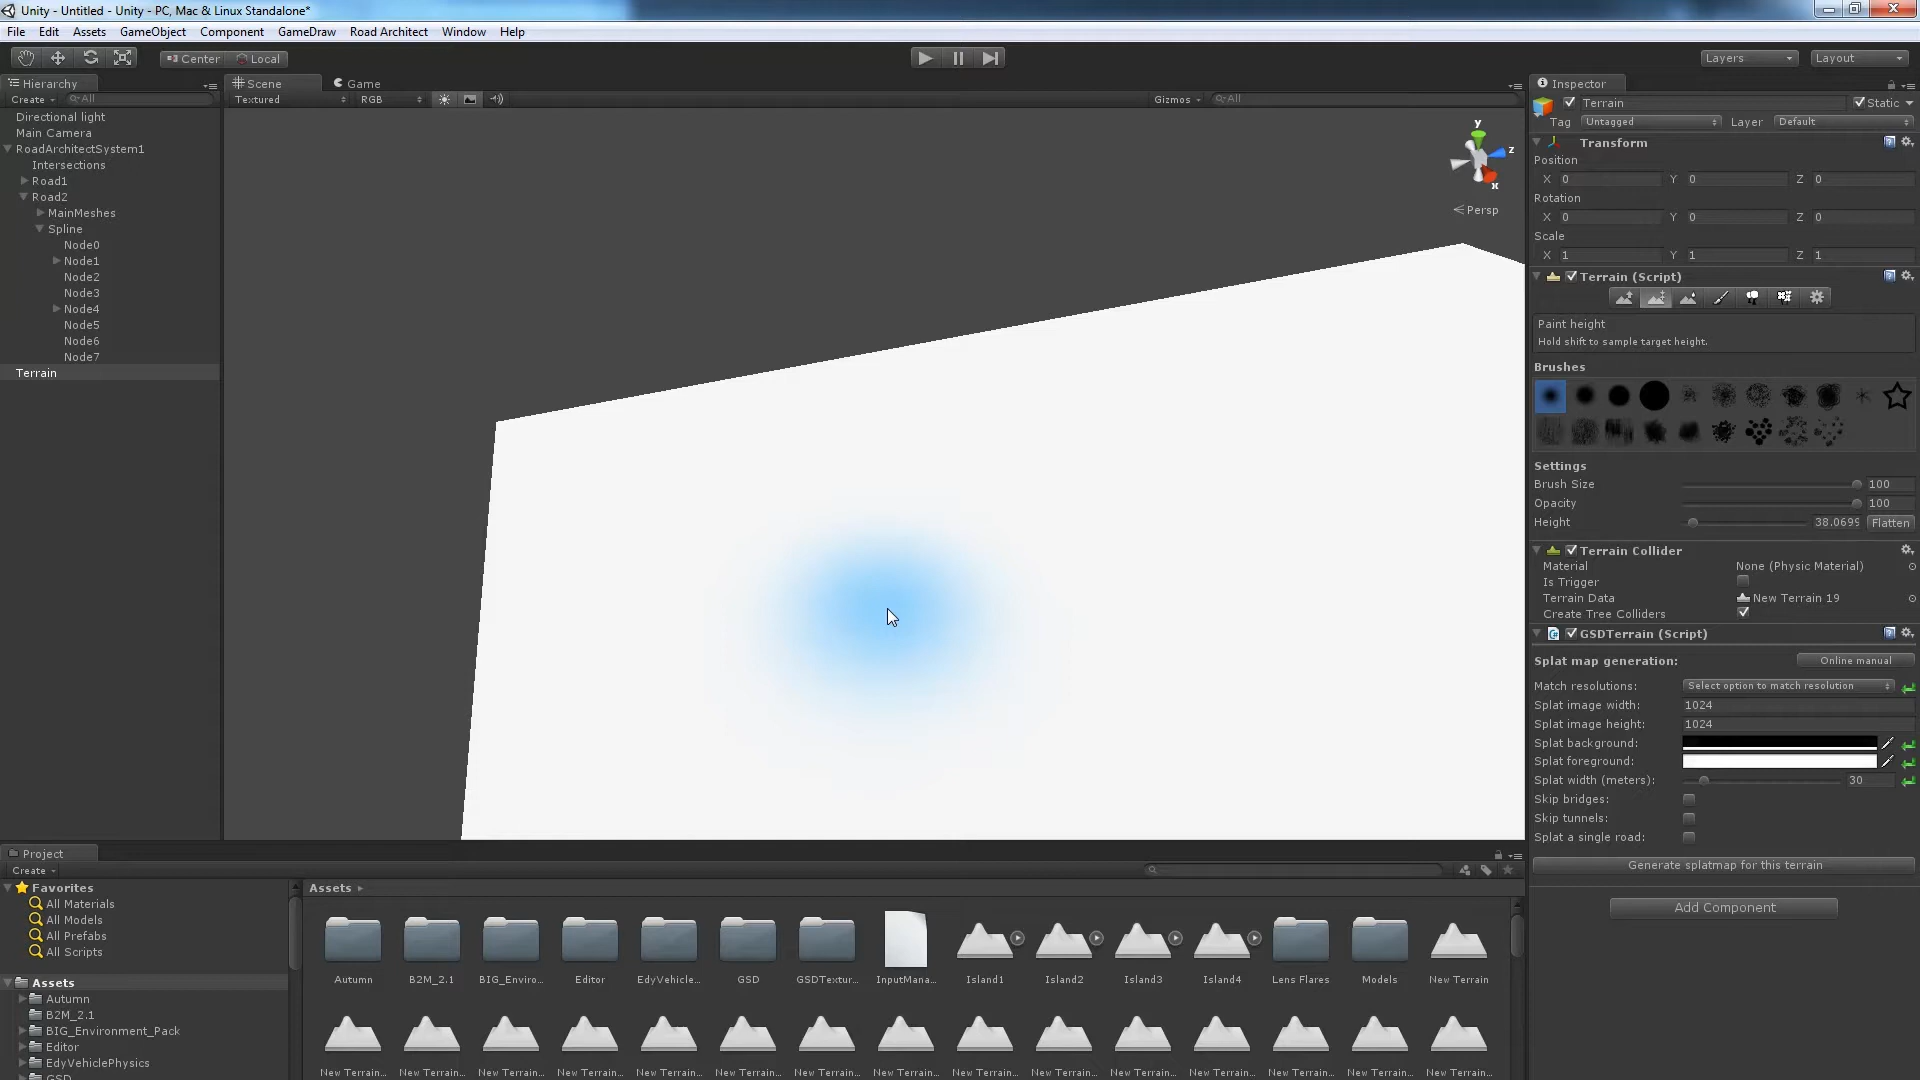 Unity - Untitled - Unity - PC, Mac & Linux Standalone*
File Edit Assets GameObject Component GameDraw Road Architect Window Help
Center Local Layers Layout
Hierarchy Scene Game Inspector
Create All Textured RGB Gizmos All
Terrain Static
Tag Untagged Layer Default
Directional light
Main Camera
RoadArchitectSystem1
Intersections
Road1
Road2
MainMeshes
Spline
Node0
Node1
Node2
Node3
Node4
Node5
Node6
Node7
Terrain
y
z
x
Persp
Transform
Position
X 0 Y 0 Z 0
Rotation
X 0 Y 0 Z 0
Scale
X 1 Y 1 Z 1
Terrain (Script)
Paint height
Hold shift to sample target height.
Brushes
Settings
Brush Size 100
Opacity 100
Height 38.0699 Flatten
Terrain Collider
Material None (Physic Material)
Is Trigger
Terrain Data New Terrain 19
Create Tree Colliders
GSDTerrain (Script)
Splat map generation: Online manual
Match resolutions: Select option to match resolution
Splat image width: 1024
Splat image height: 1024
Splat background:
Splat foreground:
Splat width (meters): 30
Skip bridges:
Skip tunnels:
Splat a single road:
Generate splatmap for this terrain
Add Component
Project
Create
Favorites
All Materials
All Models
All Prefabs
All Scripts
Assets
Autumn
B2M_2.1
BIG_Environment_Pack
Editor
EdyVehiclePhysics
GSD
Assets
Autumn B2M_2.1 BIG_Enviro... Editor EdyVehicle... GSD GSDTextur... InputMana... Island1 Island2 Island3 Island4 Lens Flares Models New Terrain
New Terrain... New Terrain... New Terrain... New Terrain... New Terrain... New Terrain... New Terrain... New Terrain... New Terrain... New Terrain... New Terrain... New Terrain... New Terrain... New Terrain... New Terrain...